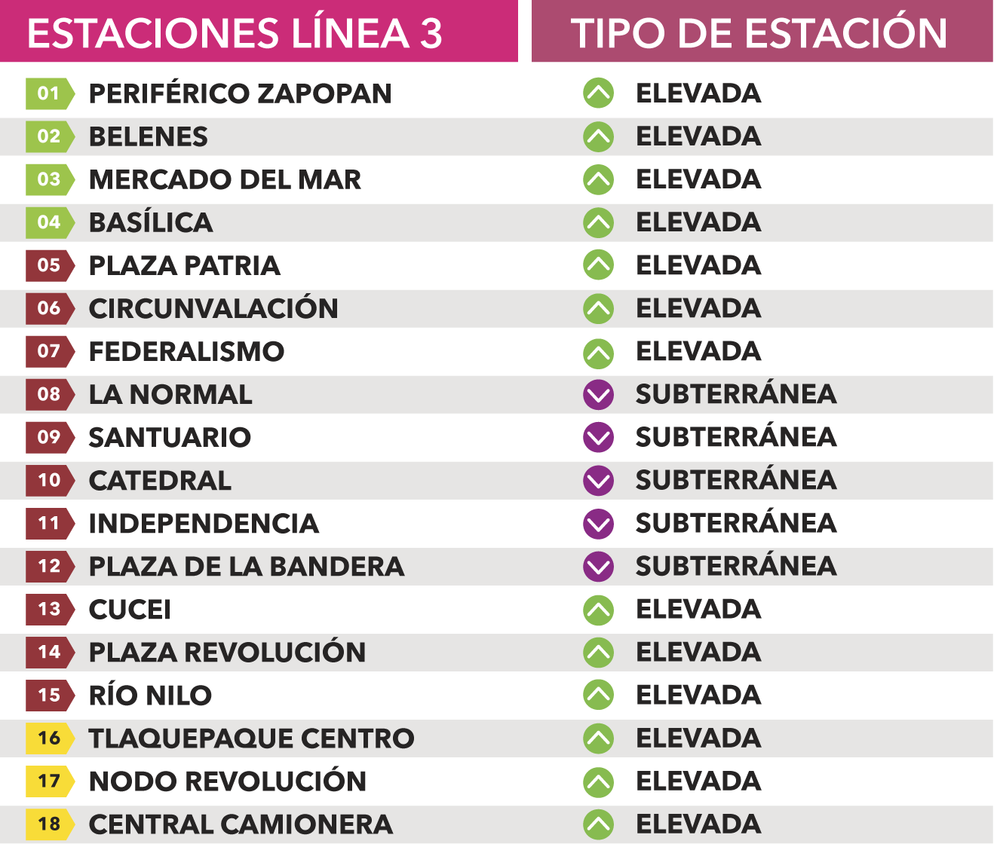 ESTACIONES LÍNEA 3 TIPO DE ESTACIÓN
01 PERIFÉRICO ZAPOPAN ELEVADA
02 BELENES ELEVADA
03 MERCADO DEL MAR ELEVADA
04 BASÍLICA ELEVADA
05 PLAZA PATRIA ELEVADA
06 CIRCUNVALACIÓN ELEVADA
07 FEDERALISMO ELEVADA
08 LA NORMAL SUBTERRÁNEA
09 SANTUARIO SUBTERRÁNEA
10 CATEDRAL SUBTERRÁNEA
11 INDEPENDENCIA SUBTERRÁNEA
12 PLAZA DE LA BANDERA SUBTERRÁNEA
13 CUCEI ELEVADA
14 PLAZA REVOLUCIÓN ELEVADA
15 RÍO NILO ELEVADA
16 TLAQUEPAQUE CENTRO ELEVADA
17 NODO REVOLUCIÓN ELEVADA
18 CENTRAL CAMIONERA ELEVADA